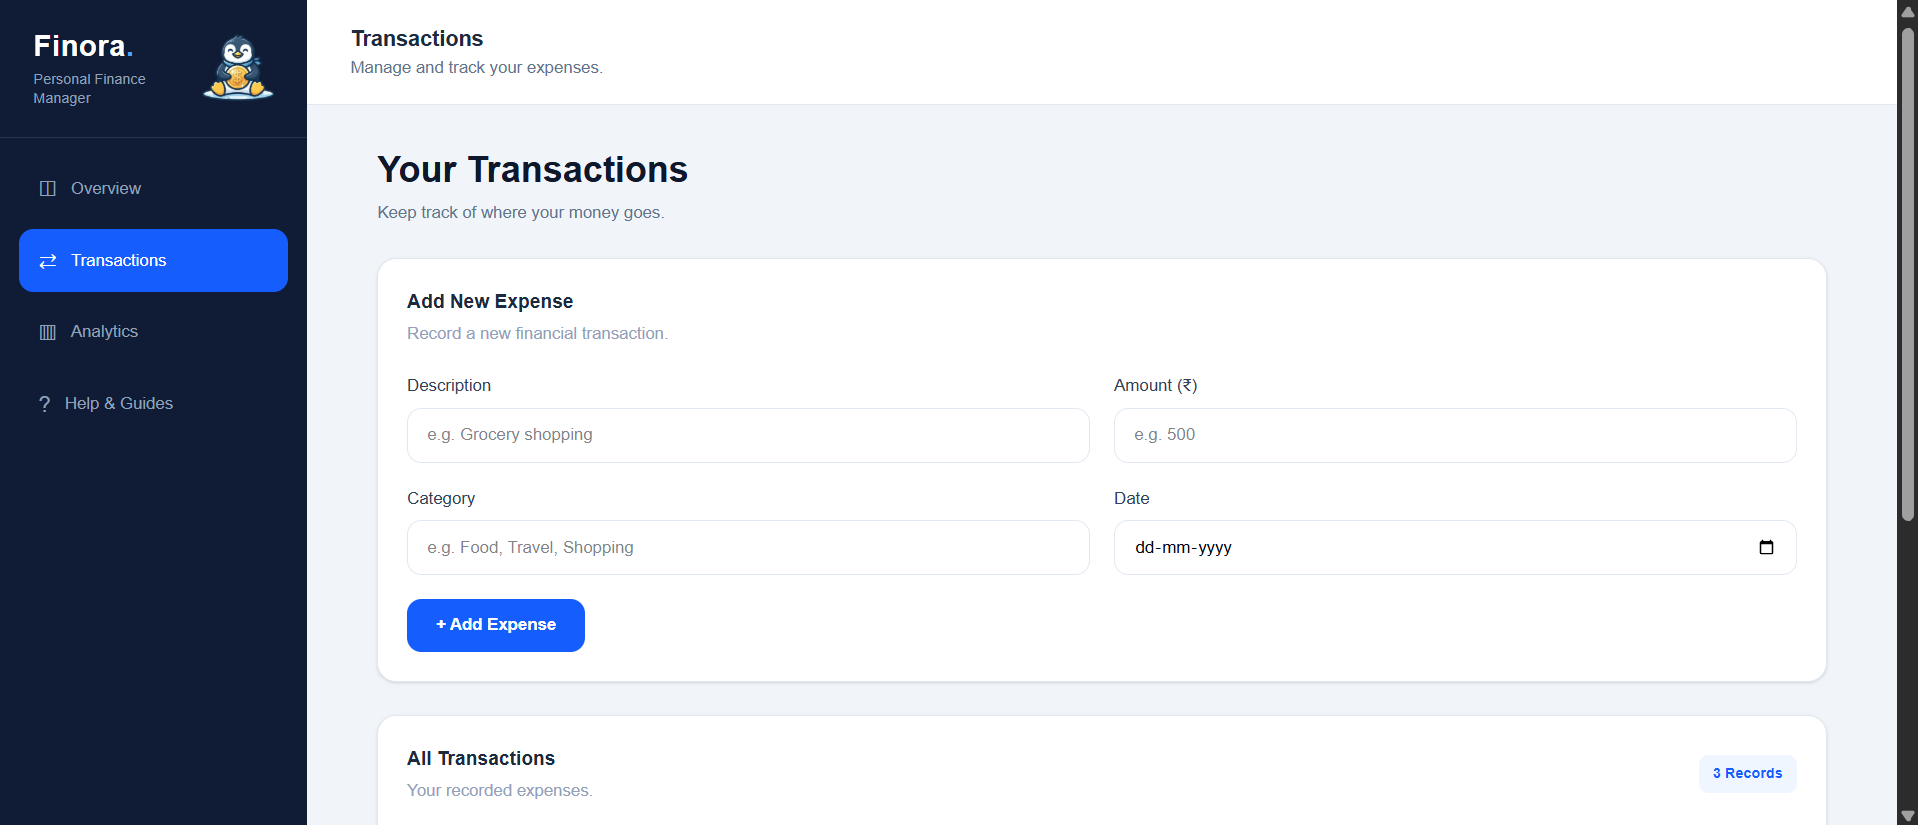 Finora.
Personal Finance
Manager
Overview
Transactions
Analytics
? Help & Guides
Transactions
Manage and track your expenses.
Your Transactions
Keep track of where your money goes.
Add New Expense
Record a new financial transaction.
Description
Amount (₹)
e.g. Grocery shopping
e.g. 500
Category
Date
e.g. Food, Travel, Shopping
dd-mm-yyyy
+ Add Expense
All Transactions
Your recorded expenses.
3 Records